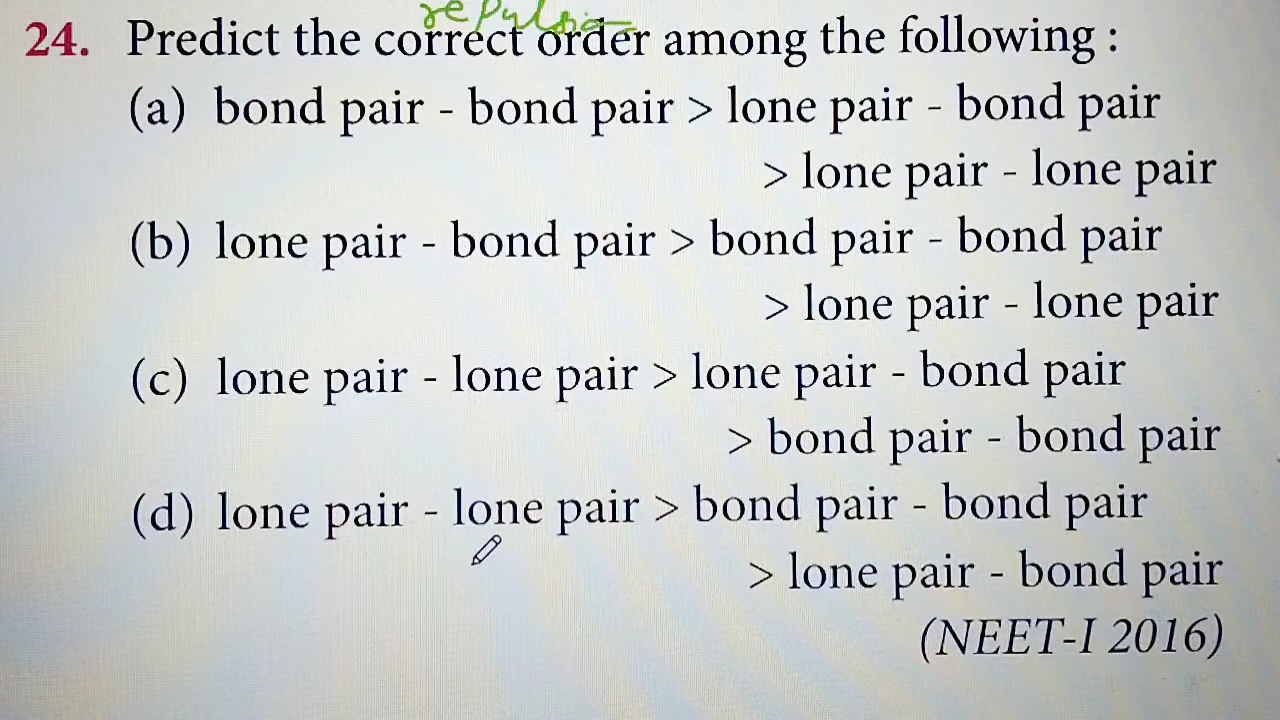 repulsion
24. Predict the correct order among the following :
(a) bond pair - bond pair > lone pair - bond pair
> lone pair - lone pair
(b) lone pair - bond pair > bond pair - bond pair
> lone pair - lone pair
(c) lone pair - lone pair > lone pair - bond pair
> bond pair - bond pair
(d) lone pair - lone pair > bond pair - bond pair
> lone pair - bond pair
(NEET-I 2016)